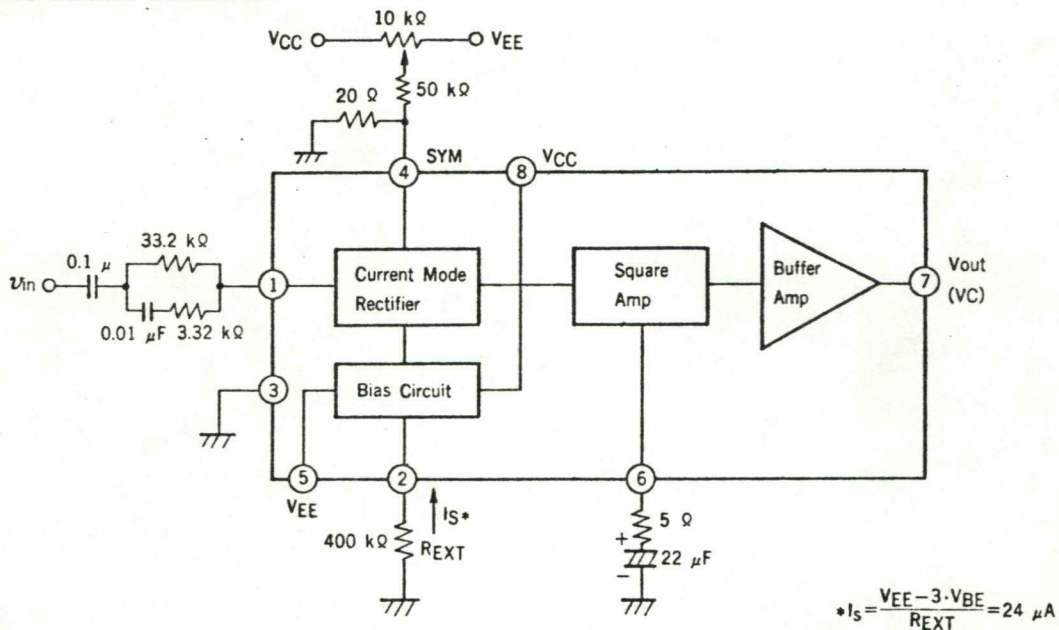 10 kΩ
VCC VEE
20 Ω 50 kΩ
SYM VCC
4 8
33.2 kΩ
0.1 μ
vin
0.01 μF 3.32 kΩ
1
Current Mode
Rectifier
Square
Amp
Buffer
Amp
7
Vout
(VC)
3
Bias Circuit
5 2 6
VEE
IS*
400 kΩ REXT
5 Ω
+
22 μF
−
*IS=VEE−3·VBE/REXT=24 μA